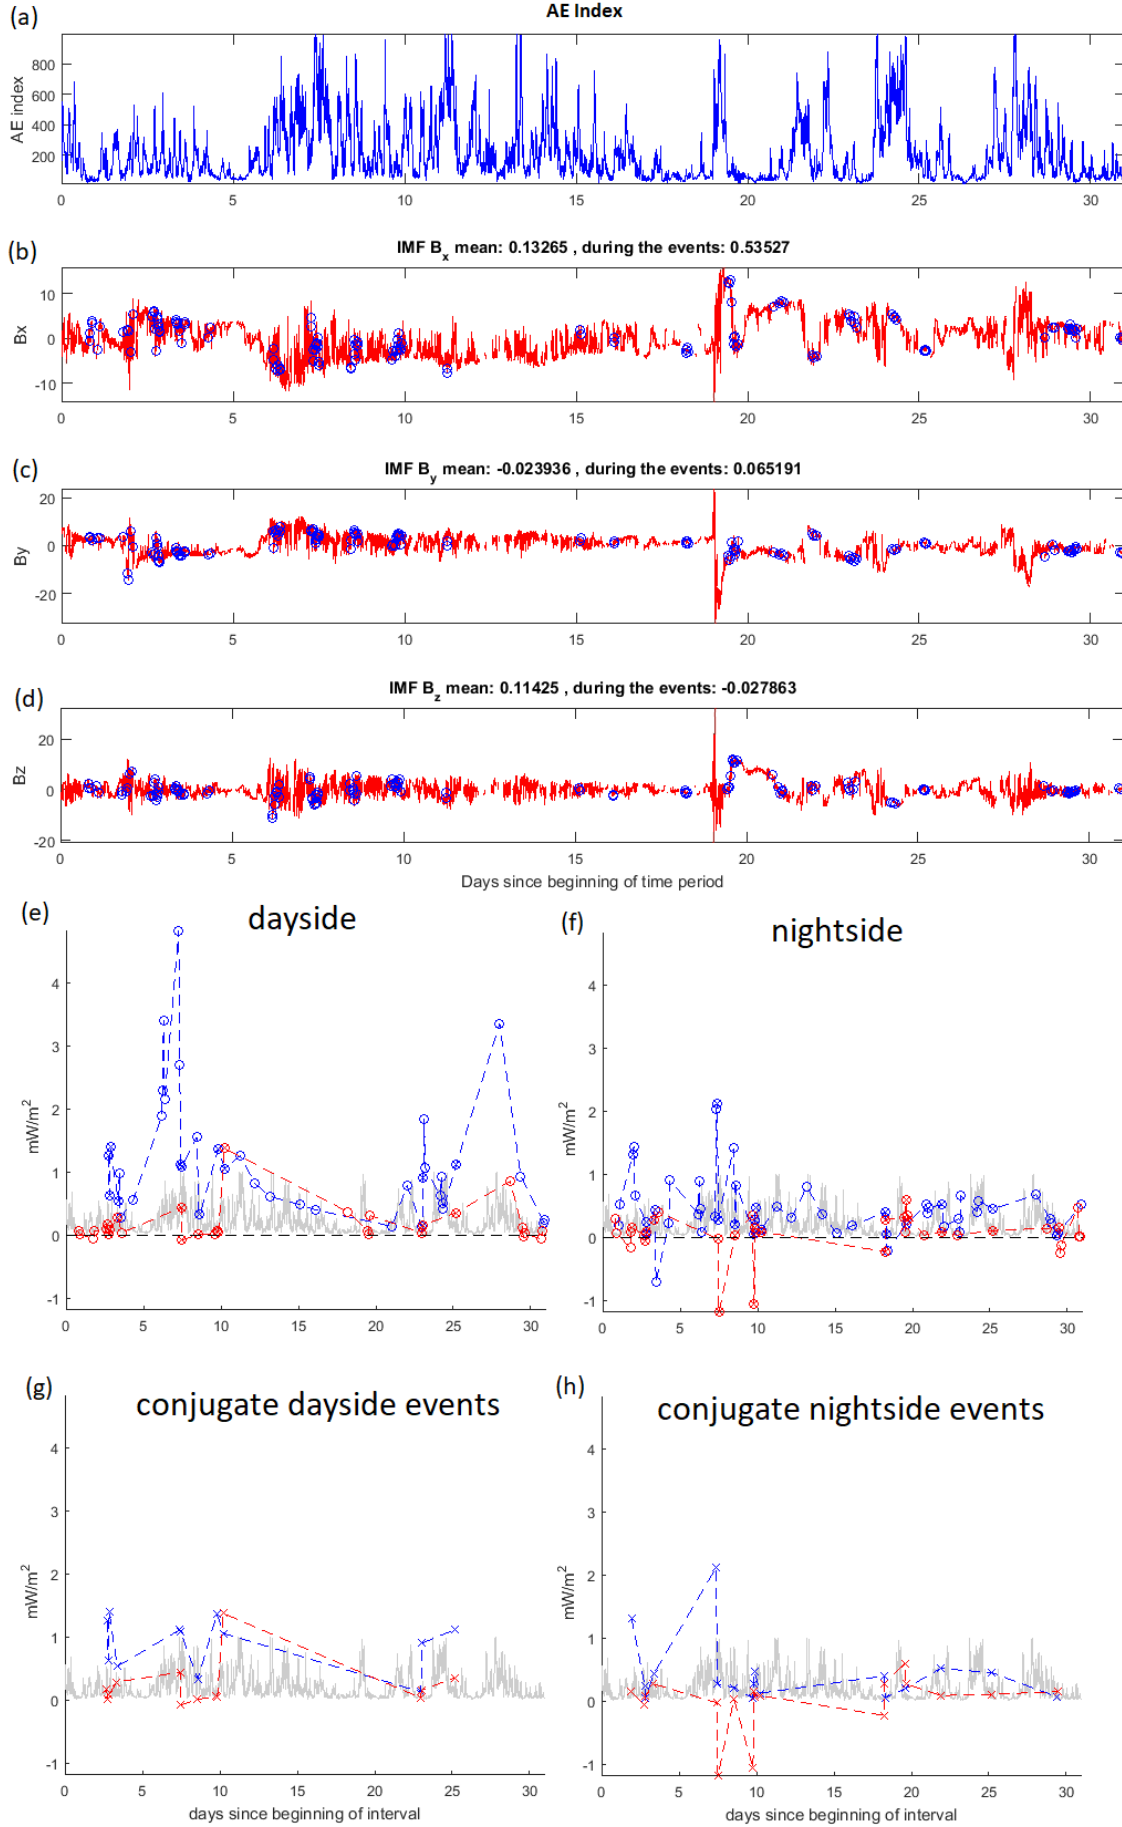 (a)
AE Index
AE index
800
600
400
200
0 5 10 15 20 25 30
(b)
IMF Bx mean: 0.13265 , during the events: 0.53527
Bx
10
0
-10
0 5 10 15 20 25 30
(c)
IMF By mean: -0.023936 , during the events: 0.065191
By
20
0
-20
0 5 10 15 20 25 30
(d)
IMF Bz mean: 0.11425 , during the events: -0.027863
Bz
20
0
-20
0 5 10 15 20 25 30
Days since beginning of time period
(e)
dayside
mW/m²
4
3
2
1
0
-1
0 5 10 15 20 25 30
(f)
nightside
mW/m²
4
3
2
1
0
-1
0 5 10 15 20 25 30
(g)
conjugate dayside events
mW/m²
4
3
2
1
0
-1
0 5 10 15 20 25 30
days since beginning of interval
(h)
conjugate nightside events
mW/m²
4
3
2
1
0
-1
0 5 10 15 20 25 30
days since beginning of interval